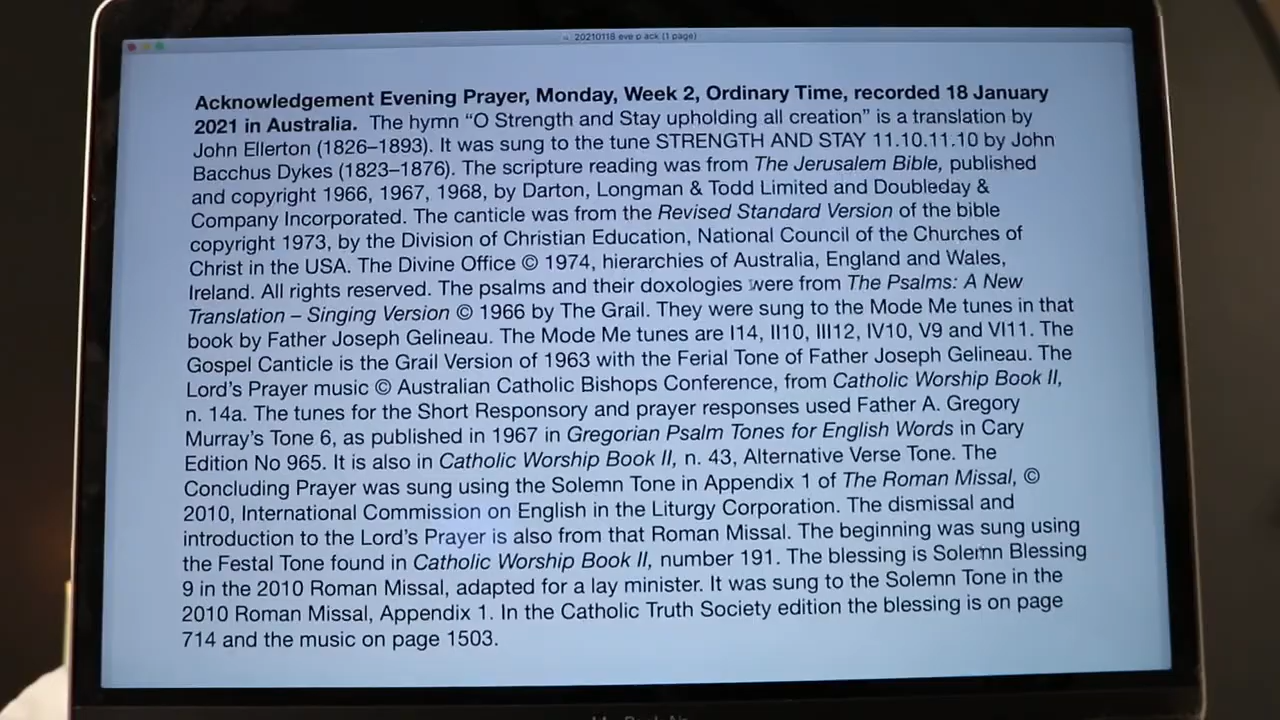 20210118 eve p ack (1 page)
Acknowledgement Evening Prayer, Monday, Week 2, Ordinary Time, recorded 18 January
2021 in Australia. The hymn “O Strength and Stay upholding all creation” is a translation by
John Ellerton (1826–1893). It was sung to the tune STRENGTH AND STAY 11.10.11.10 by John
Bacchus Dykes (1823–1876). The scripture reading was from The Jerusalem Bible, published
and copyright 1966, 1967, 1968, by Darton, Longman & Todd Limited and Doubleday &
Company Incorporated. The canticle was from the Revised Standard Version of the bible
copyright 1973, by the Division of Christian Education, National Council of the Churches of
Christ in the USA. The Divine Office © 1974, hierarchies of Australia, England and Wales,
Ireland. All rights reserved. The psalms and their doxologies were from The Psalms: A New
Translation – Singing Version © 1966 by The Grail. They were sung to the Mode Me tunes in that
book by Father Joseph Gelineau. The Mode Me tunes are I14, II10, III12, IV10, V9 and VI11. The
Gospel Canticle is the Grail Version of 1963 with the Ferial Tone of Father Joseph Gelineau. The
Lord’s Prayer music © Australian Catholic Bishops Conference, from Catholic Worship Book II,
n. 14a. The tunes for the Short Responsory and prayer responses used Father A. Gregory
Murray’s Tone 6, as published in 1967 in Gregorian Psalm Tones for English Words in Cary
Edition No 965. It is also in Catholic Worship Book II, n. 43, Alternative Verse Tone. The
Concluding Prayer was sung using the Solemn Tone in Appendix 1 of The Roman Missal, ©
2010, International Commission on English in the Liturgy Corporation. The dismissal and
introduction to the Lord’s Prayer is also from that Roman Missal. The beginning was sung using
the Festal Tone found in Catholic Worship Book II, number 191. The blessing is Solemn Blessing
9 in the 2010 Roman Missal, adapted for a lay minister. It was sung to the Solemn Tone in the
2010 Roman Missal, Appendix 1. In the Catholic Truth Society edition the blessing is on page
714 and the music on page 1503.